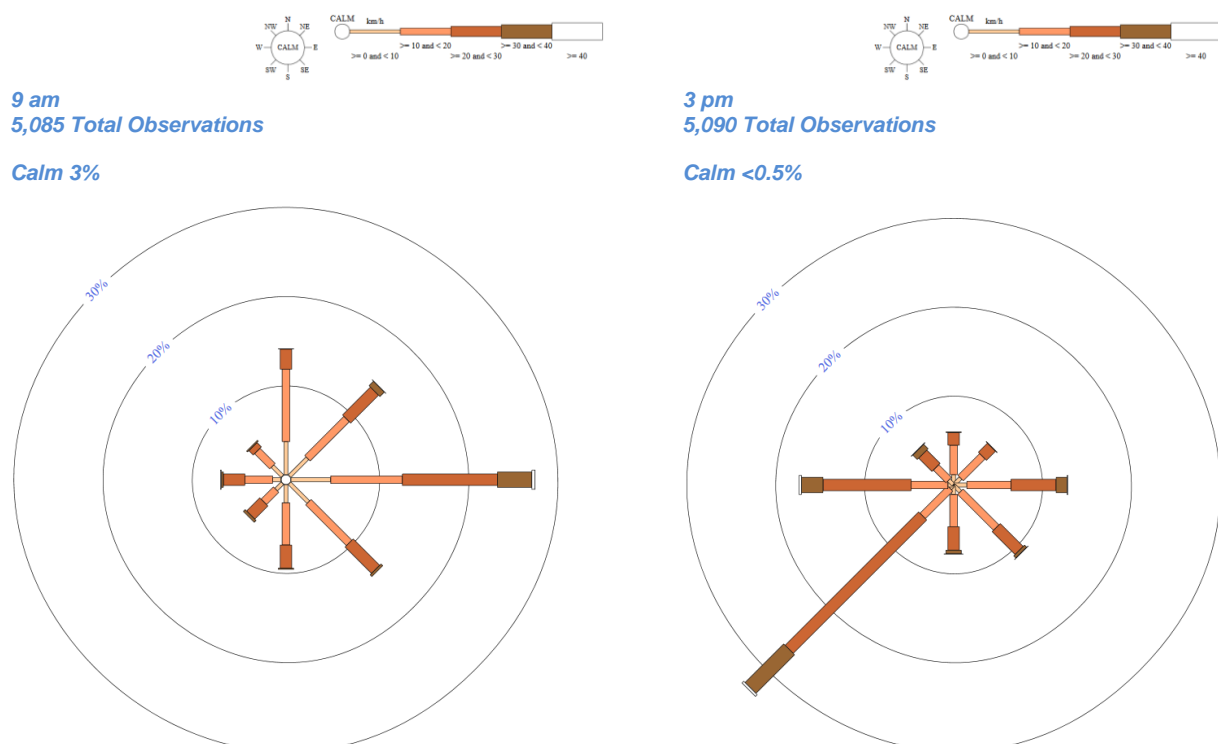 N
NW NE
W CALM E
SW SE
S
CALM km/h
>= 10 and < 20 >= 30 and < 40
>= 0 and < 10 >= 20 and < 30 >= 40
9 am
5,085 Total Observations
Calm 3%
30%
20%
10%
N
NW NE
W CALM E
SW SE
S
CALM km/h
>= 10 and < 20 >= 30 and < 40
>= 0 and < 10 >= 20 and < 30 >= 40
3 pm
5,090 Total Observations
Calm <0.5%
30%
20%
10%